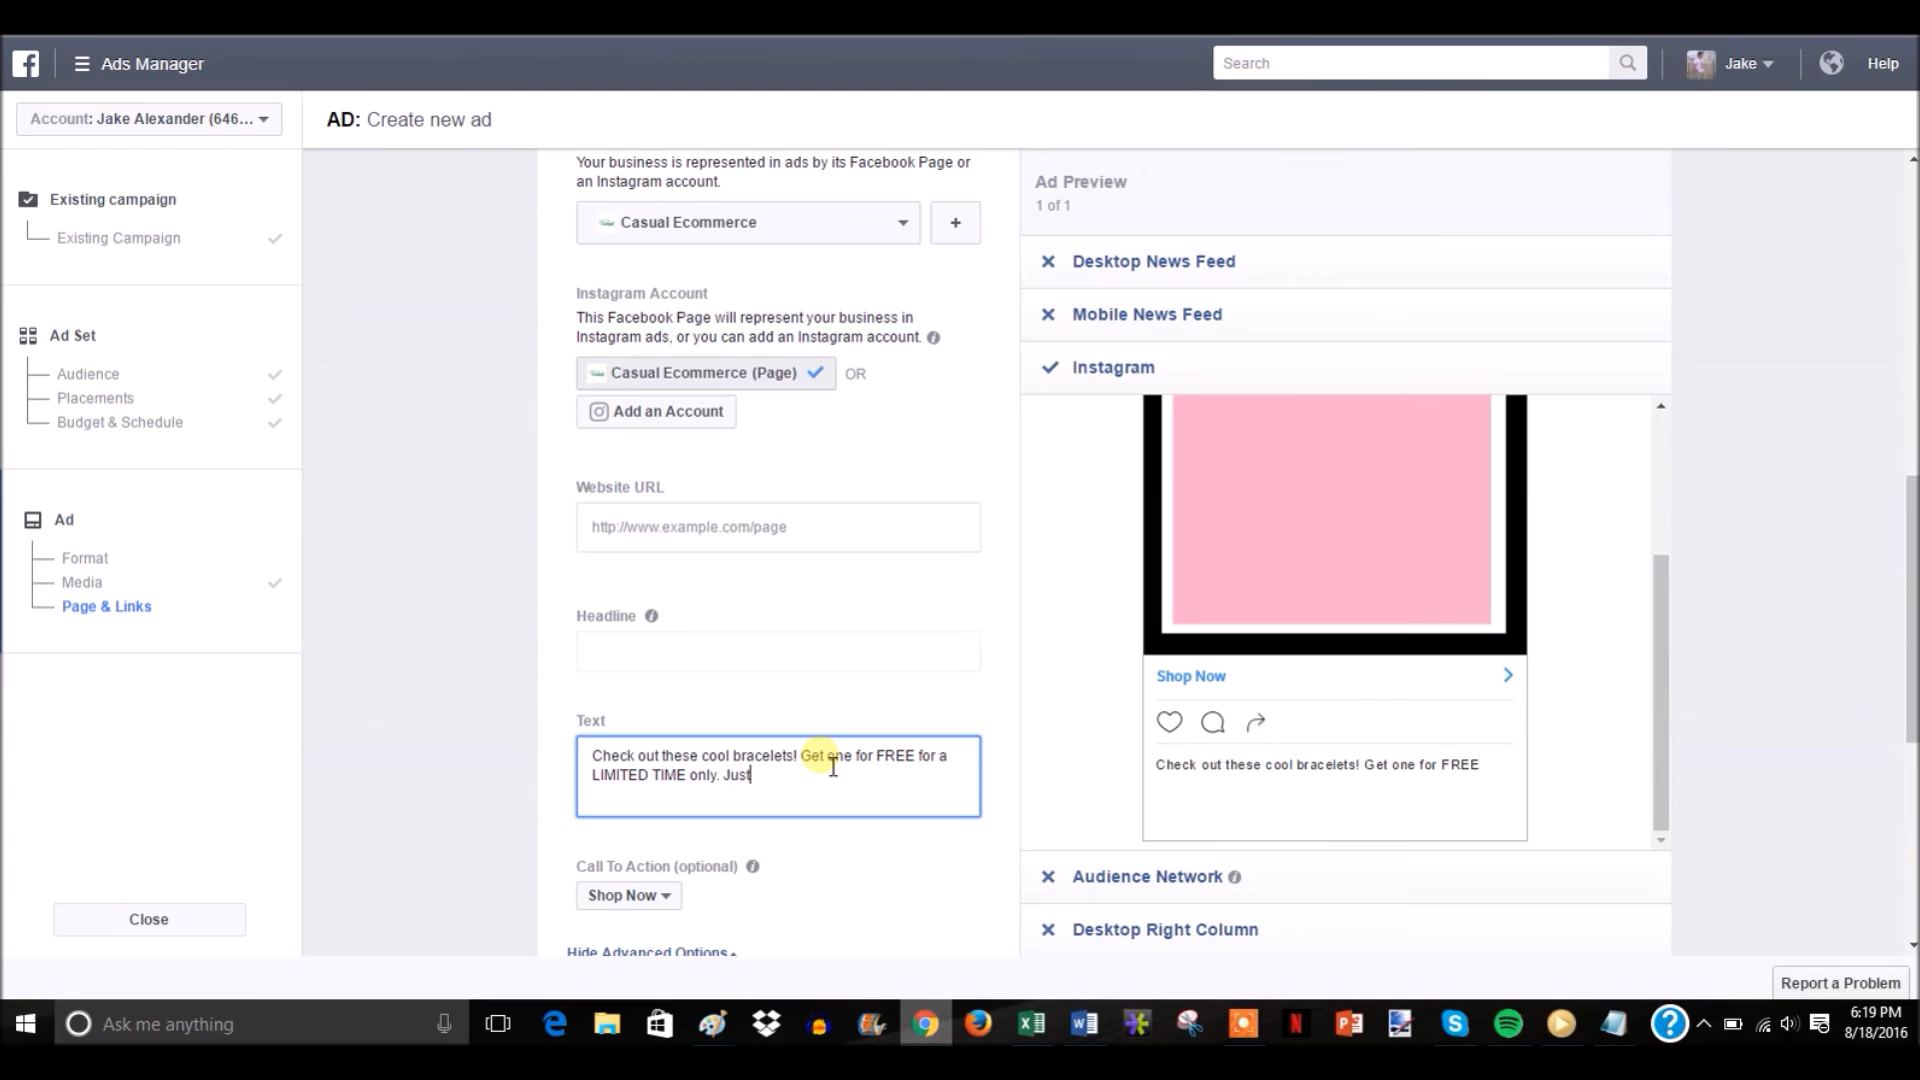 Ads Manager
Search
Jake
Help
Account: Jake Alexander (646...
AD: Create new ad
Existing campaign
Existing Campaign
Ad Set
Audience
Placements
Budget & Schedule
Ad
Format
Media
Page & Links
Close
Your business is represented in ads by its Facebook Page or
an Instagram account.
Casual Ecommerce
+
Instagram Account
This Facebook Page will represent your business in
Instagram ads, or you can add an Instagram account.
Casual Ecommerce (Page)
OR
Add an Account
Website URL
http://www.example.com/page
Headline
Text
Check out these cool bracelets! Get one for FREE for a
LIMITED TIME only. Just
Call To Action (optional)
Shop Now
Hide Advanced Options
Ad Preview
1 of 1
Desktop News Feed
Mobile News Feed
Instagram
Shop Now
Check out these cool bracelets! Get one for FREE
Audience Network
Desktop Right Column
Report a Problem
Ask me anything
6:19 PM
8/18/2016